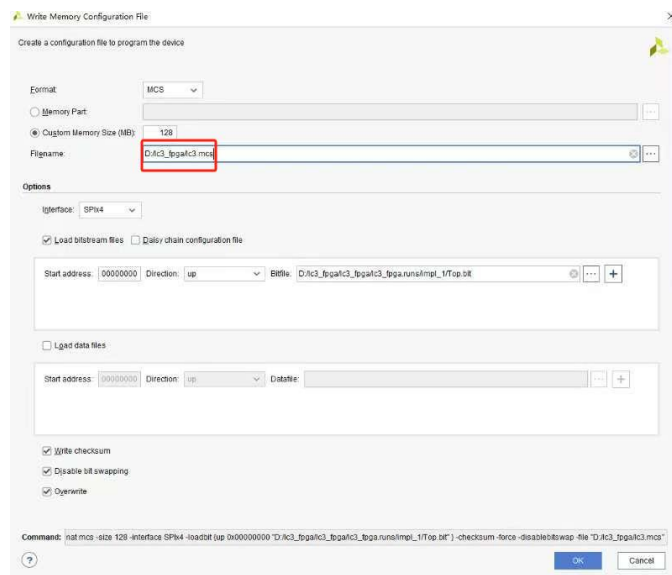 Write Memory Configuration File
Create a configuration file to program the device
Format: MCS
Memory Part:
Custom Memory Size (MB): 128
Filename: D:/lc3_fpga/lc3.mcs
Options
Interface: SPIx4
Load bitstream files Daisy chain configuration file
Start address: 00000000 Direction: up Bitfile: D:/lc3_fpga/lc3_fpga/lc3_fpga.runs/impl_1/Top.bit
Load data files
Start address: 00000000 Direction: up Datafile:
Write checksum
Disable bit swapping
Overwrite
Command: nat mcs -size 128 -interface SPIx4 -loadbit {up 0x00000000 "D:/lc3_fpga/lc3_fpga/lc3_fpga.runs/impl_1/Top.bit" } -checksum -force -disablebitswap -file "D:/lc3_fpga/lc3.mcs"
? OK Cancel